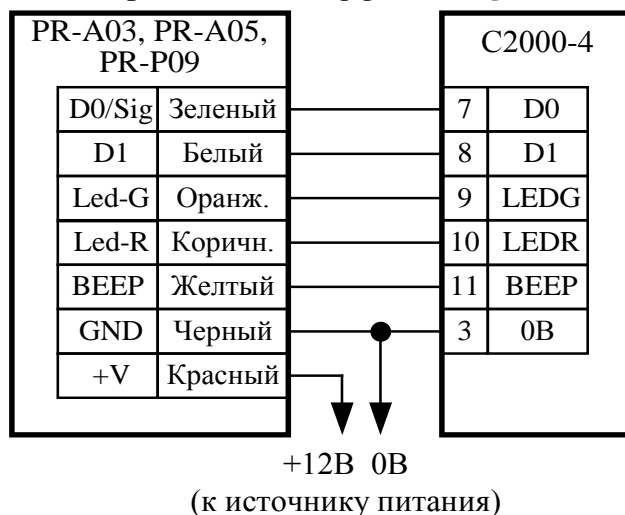 PR-A03, PR-A05,
PR-P09
C2000-4
D0/Sig Зеленый 7 D0
D1 Белый 8 D1
Led-G Оранж. 9 LEDG
Led-R Коричн. 10 LEDR
BEEP Желтый 11 BEEP
GND Черный 3 0В
+V Красный
+12В 0В
(к источнику питания)